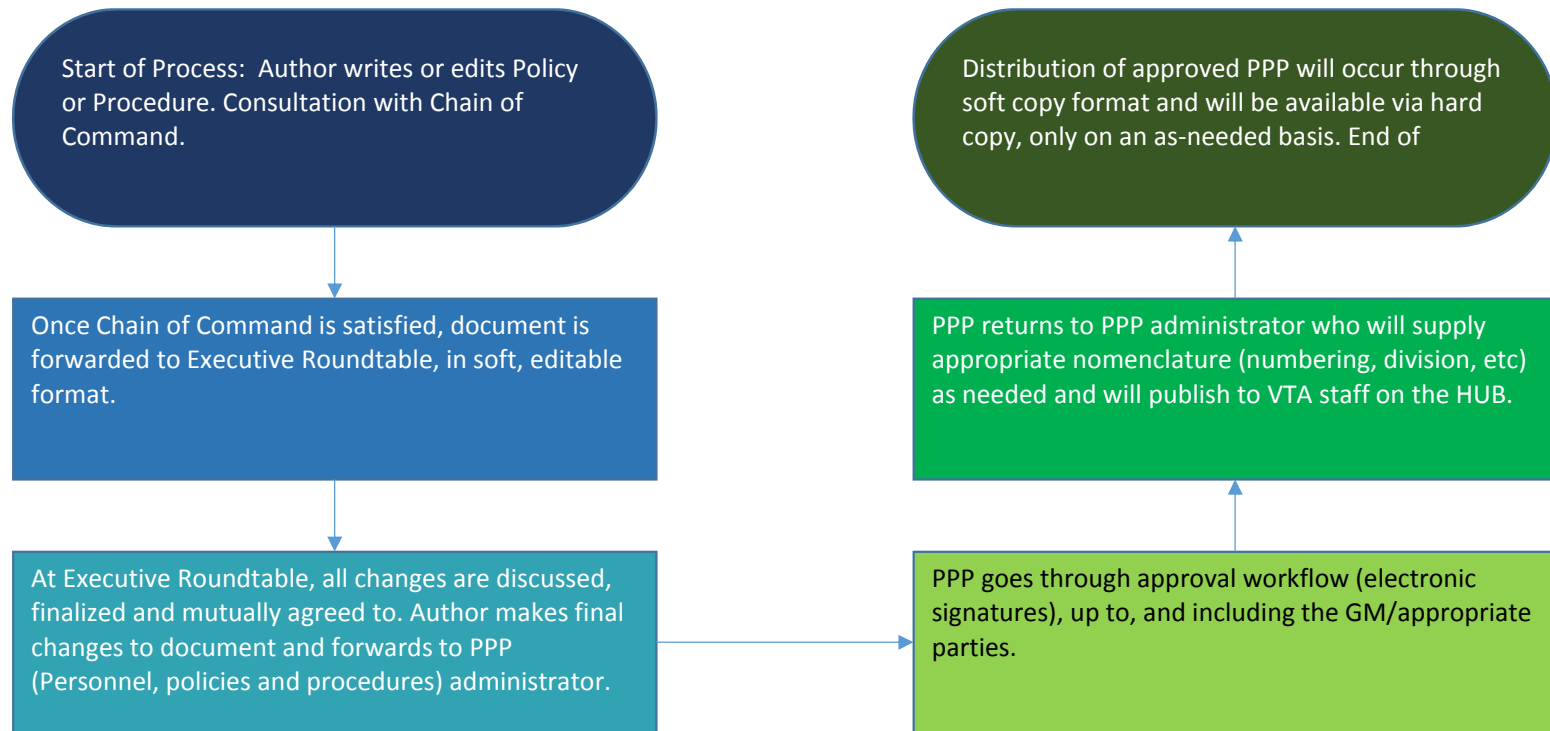 Start of Process:  Author writes or edits Policy
or Procedure. Consultation with Chain of
Command.
Once Chain of Command is satisfied, document is
forwarded to Executive Roundtable, in soft, editable
format.
At Executive Roundtable, all changes are discussed,
finalized and mutually agreed to. Author makes final
changes to document and forwards to PPP
(Personnel, policies and procedures) administrator.
PPP goes through approval workflow (electronic
signatures), up to, and including the GM/appropriate
parties.
PPP returns to PPP administrator who will supply
appropriate nomenclature (numbering, division, etc)
as needed and will publish to VTA staff on the HUB.
Distribution of approved PPP will occur through
soft copy format and will be available via hard
copy, only on an as-needed basis. End of